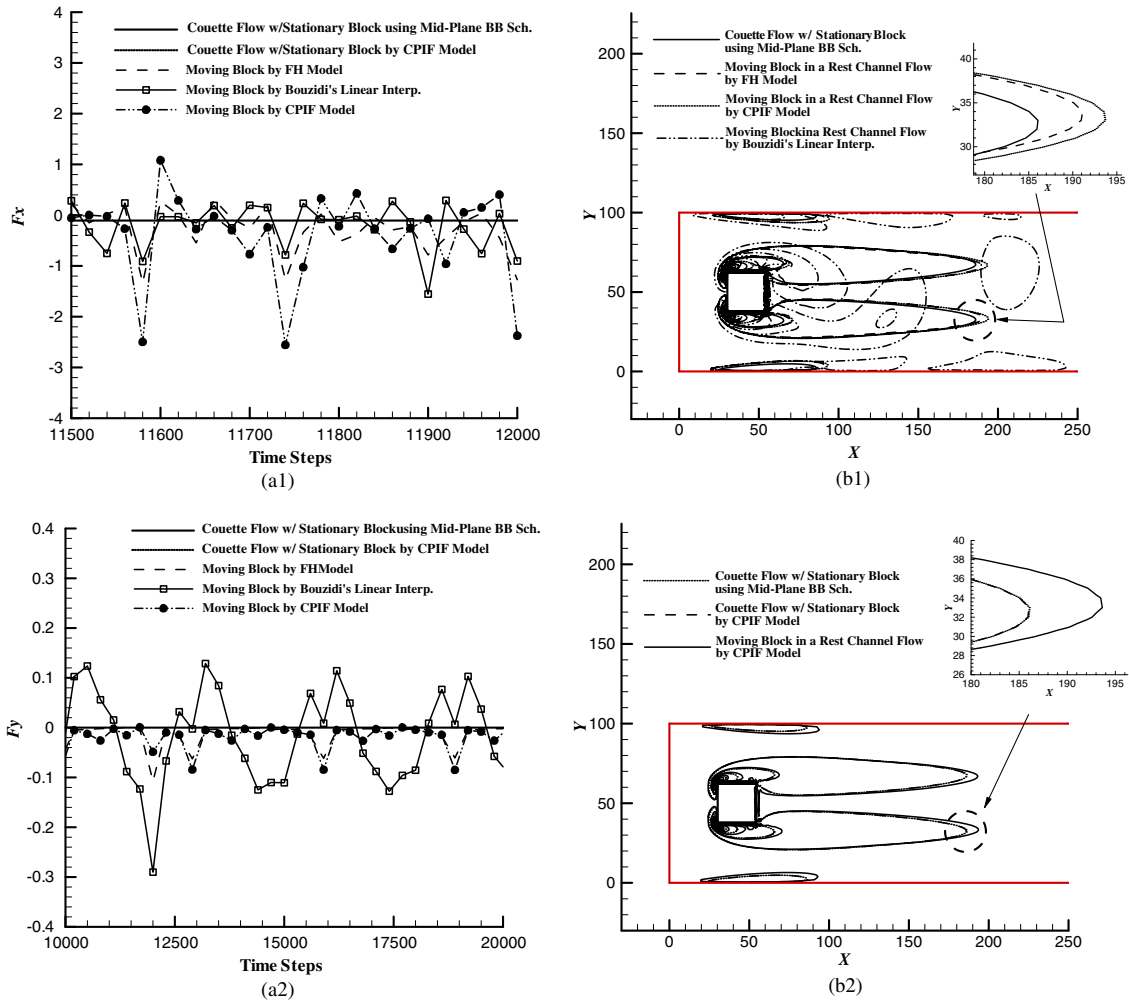 4
3
2
1
0
-1
-2
-3
-4
Fx
Couette Flow w/Stationary Block using Mid-Plane BB Sch.
Couette Flow w/Stationary Block by CPIF Model
Moving Block by FH Model
Moving Block by Bouzidi's Linear Interp.
Moving Block by CPIF Model
11500 11600 11700 11800 11900 12000
Time Steps
(a1)
200
150
100
50
0
Y
Couette Flow w/ StationaryBlock
using Mid-Plane BB Sch.
Moving Block in a Rest Channel Flow
by FH Model
Moving Block in a Rest Channel Flow
by CPIF Model
Moving Blockina Rest Channel Flow
by Bouzidi's Linear Interp.
40
35
30
Y
180 185 190 195
X
0 50 100 150 200 250
X
(b1)
0.4
0.3
0.2
0.1
0
-0.1
-0.2
-0.3
-0.4
Fy
Couette Flow w/ Stationary Blockusing Mid-Plane BB Sch.
Couette Flow w/ Stationary Block by CPIF Model
Moving Block by FHModel
Moving Block by Bouzidi's Linear Interp.
Moving Block by CPIF Model
10000 12500 15000 17500 20000
Time Steps
(a2)
200
150
100
50
0
Y
Couette Flow w/ Stationary Block
using Mid-Plane BB Sch.
Couette Flow w/ Stationary Block
by CPIF Model
Moving Block in a Rest Channel Flow
by CPIF Model
40
38
36
34
32
30
28
26
Y
180 185 190 195
X
0 50 100 150 200 250
X
(b2)